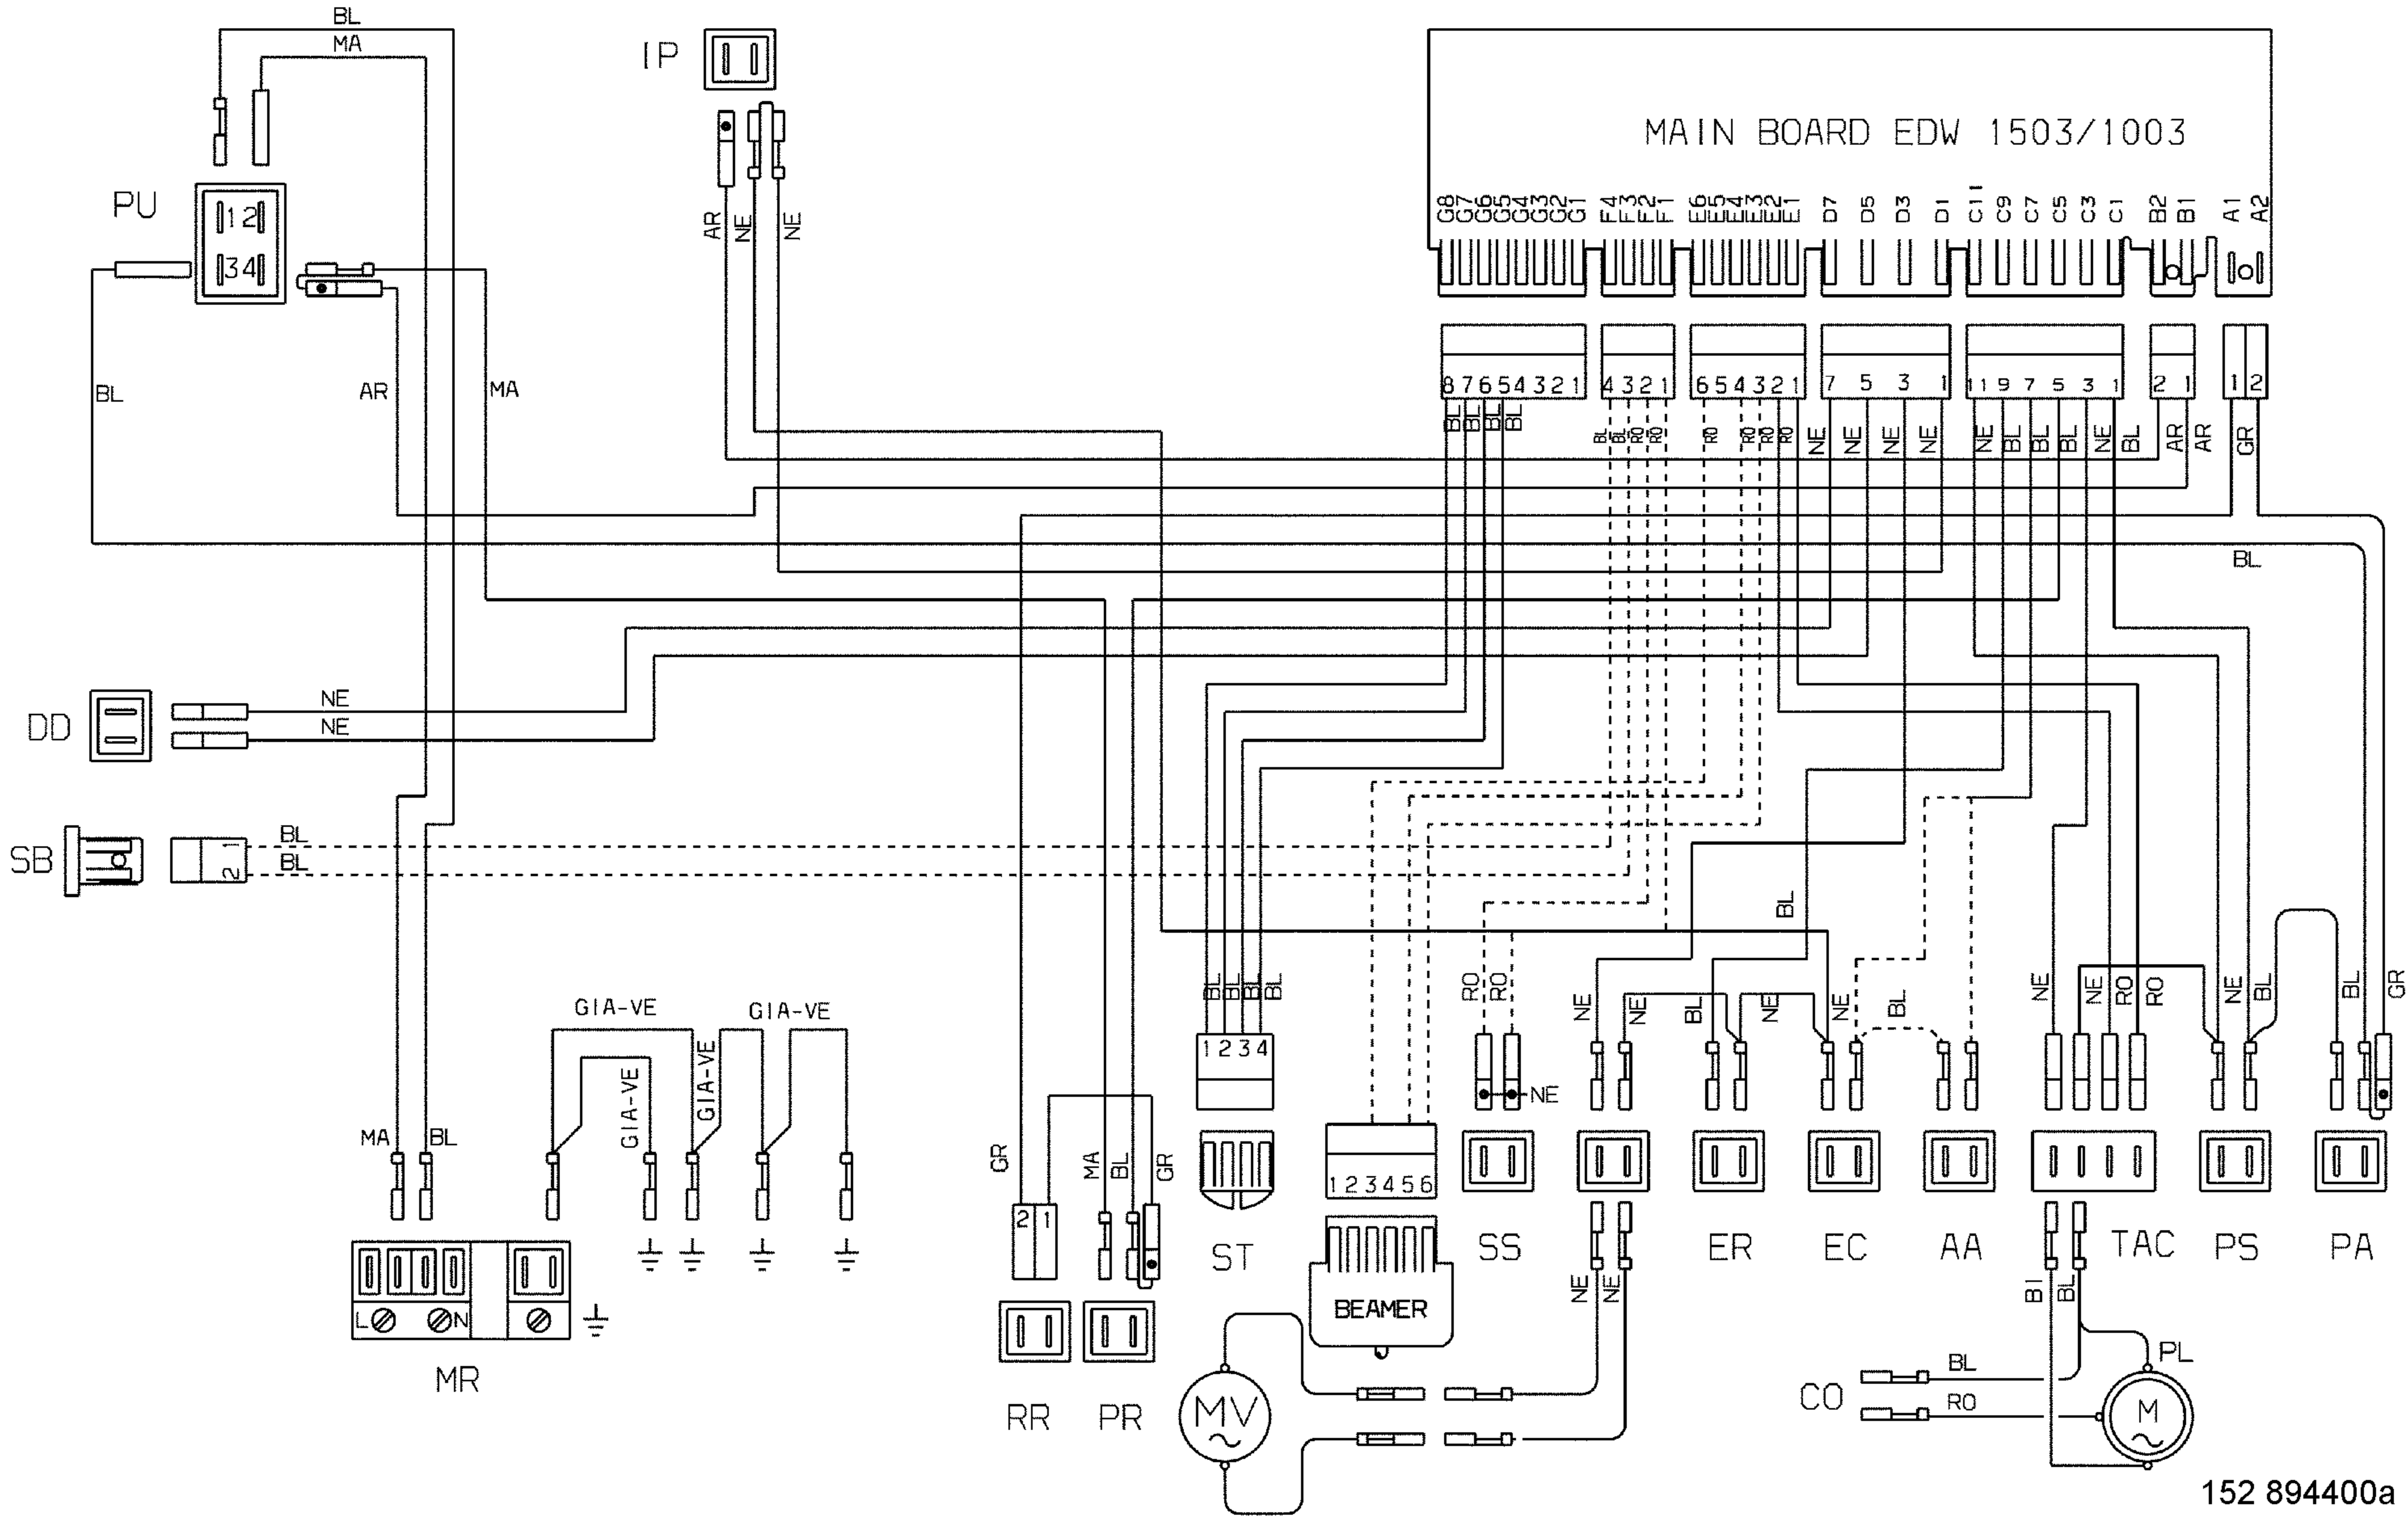 BL
MA
IP
MAIN BOARD EDW 1503/1003
PU
1 2
3 4
AR
NE
NE
G8 G7 G6 G5 G4 G3 G2 G1 F4 F3 F2 F1 E6 E5 E4 E3 E2 E1 D7 D5 D3 D1 C11 C9 C7 C5 C3 C1 B2 B1 A1 A2
8 7 6 5 4 3 2 1 4 3 2 1 6 5 4 3 2 1 7 5 3 1 11 9 7 5 3 1 2 1 1 2
BL
AR
MA
BL BL BL BL BL BL RO RO RO RO RO RO NE NE NE NE NE BL BL BL NE BL AR AR GR
BL
DD
NE
NE
SB
BL
BL
1
2
BL
GIA-VE
GIA-VE
GIA-VE
GIA-VE
BL BL BL BL RO RO NE NE BL NE NE BL NE NE RO RO NE BL BL GR
1 2 3 4
NE
MA BL
GR MA BL GR
2 1
1 2 3 4 5 6
ST
SS
ER
EC
AA
TAC
PS
PA
L
N
MR
BEAMER
NE NE
BI BL
RR
PR
MV
CO
BL
RO
PL
M
152 894400a